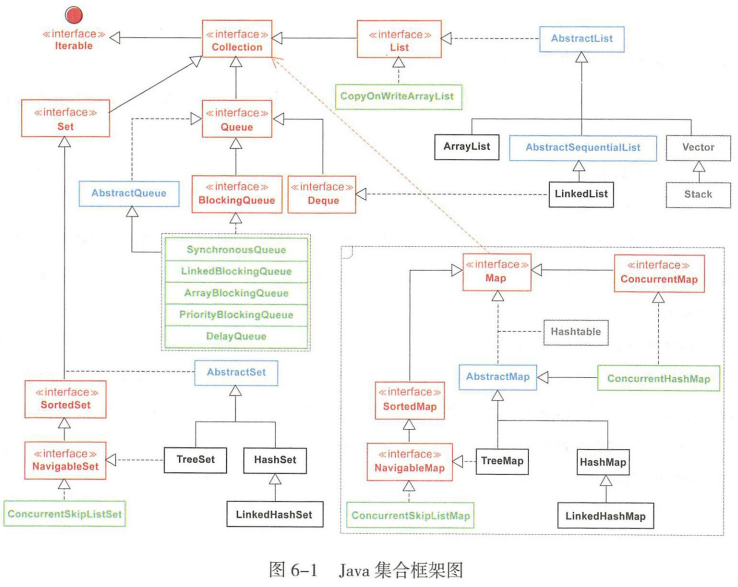 ≪interface≫
Iterable
≪interface≫
Collection
≪interface≫
List
AbstractList
CopyOnWriteArrayList
≪interface≫
Set
≪interface≫
Queue
ArrayList
AbstractSequentialList
Vector
AbstractQueue
≪interface≫
BlockingQueue
≪interface≫
Deque
LinkedList
Stack
SynchronousQueue
LinkedBlockingQueue
ArrayBlockingQueue
PriorityBlockingQueue
DelayQueue
≪interface≫
Map
≪interface≫
ConcurrentMap
Hashtable
AbstractSet
AbstractMap
ConcurrentHashMap
≪interface≫
SortedSet
≪interface≫
SortedMap
≪interface≫
NavigableSet
TreeSet
HashSet
≪interface≫
NavigableMap
TreeMap
HashMap
ConcurrentSkipListSet
LinkedHashSet
ConcurrentSkipListMap
LinkedHashMap
图 6-1 Java 集合框架图